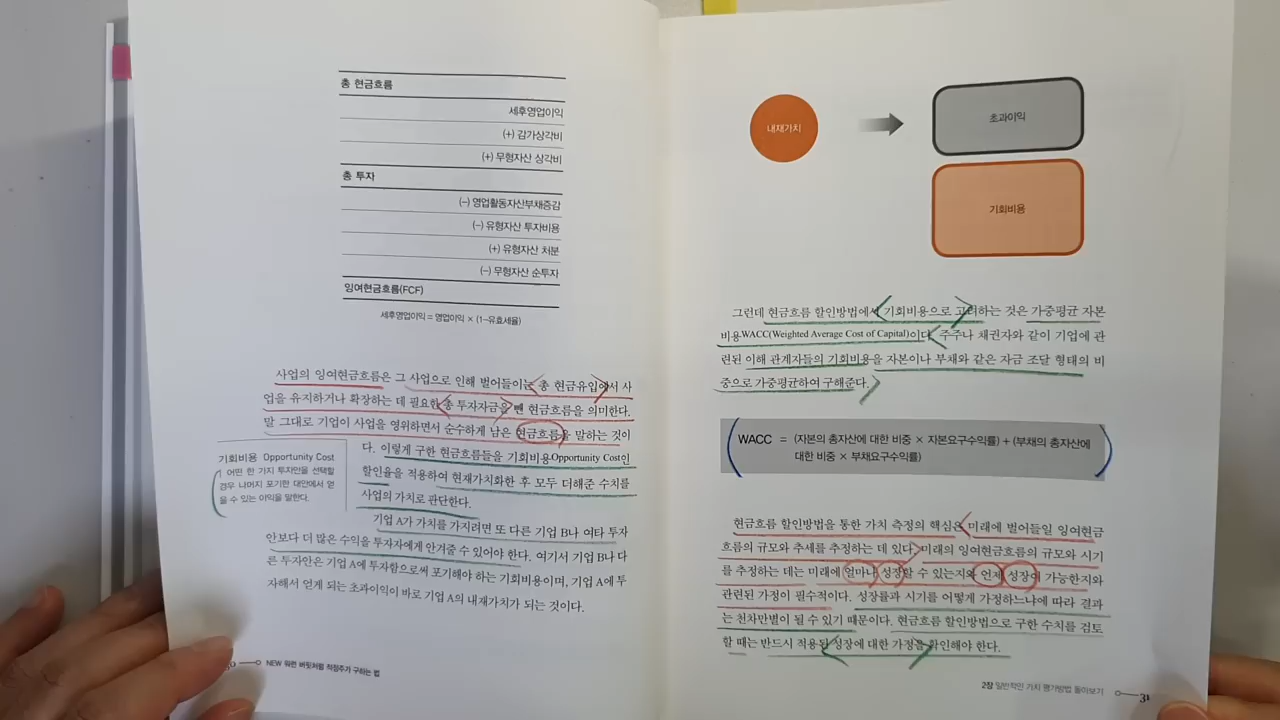 총 현금흐름
세후영업이익
(+) 감가상각비
(+) 무형자산 상각비
총 투자
(−) 영업활동자산부채증감
(−) 유형자산 투자비용
(+) 유형자산 처분
(−) 무형자산 순투자
잉여현금흐름(FCF)
세후영업이익 = 영업이익 × (1−유효세율)
사업의 잉여현금흐름은 그 사업으로 인해 벌어들이는 총 현금유입에서 사
업을 유지하거나 확장하는 데 필요한 총 투자자금을 뺀 현금흐름을 의미한다.
말 그대로 기업이 사업을 영위하면서 순수하게 남은 현금흐름을 말하는 것이
다. 이렇게 구한 현금흐름들을 기회비용Opportunity Cost인
할인율을 적용하여 현재가치화한 후 모두 더해준 수치를
사업의 가치로 판단한다.
기회비용 Opportunity Cost
어떤 한 가지 투자안을 선택할
경우 나머지 포기한 대안에서 얻
을 수 있는 이익을 말한다.
기업 A가 가치를 가지려면 또 다른 기업 B나 여타 투자
안보다 더 많은 수익을 투자자에게 안겨줄 수 있어야 한다. 여기서 기업 B나 다
른 투자안은 기업 A에 투자함으로써 포기해야 하는 기회비용이며, 기업 A에 투
자해서 얻게 되는 초과이익이 바로 기업 A의 내재가치가 되는 것이다.
NEW 워런 버핏처럼 적정주가 구하는 법
내재가치
초과이익
기회비용
그런데 현금흐름 할인방법에서 기회비용으로 고려하는 것은 가중평균 자본
비용WACC(Weighted Average Cost of Capital)이다. 주주나 채권자와 같이 기업에 관
련된 이해 관계자들의 기회비용을 자본이나 부채와 같은 자금 조달 형태의 비
중으로 가중평균하여 구해준다.
WACC = (자본의 총자산에 대한 비중 × 자본요구수익률) + (부채의 총자산에
대한 비중 × 부채요구수익률)
현금흐름 할인방법을 통한 가치 측정의 핵심은 미래에 벌어들일 잉여현금
흐름의 규모와 추세를 추정하는 데 있다. 미래의 잉여현금흐름의 규모와 시기
를 추정하는 데는 미래에 얼마나 성장할 수 있는지와 언제 성장이 가능한지와
관련된 가정이 필수적이다. 성장률과 시기를 어떻게 가정하느냐에 따라 결과
는 천차만별이 될 수 있기 때문이다. 현금흐름 할인방법으로 구한 수치를 검토
할 때는 반드시 적용된 성장에 대한 가정을 확인해야 한다.
2장 일반적인 가치 평가방법 돌아보기
31